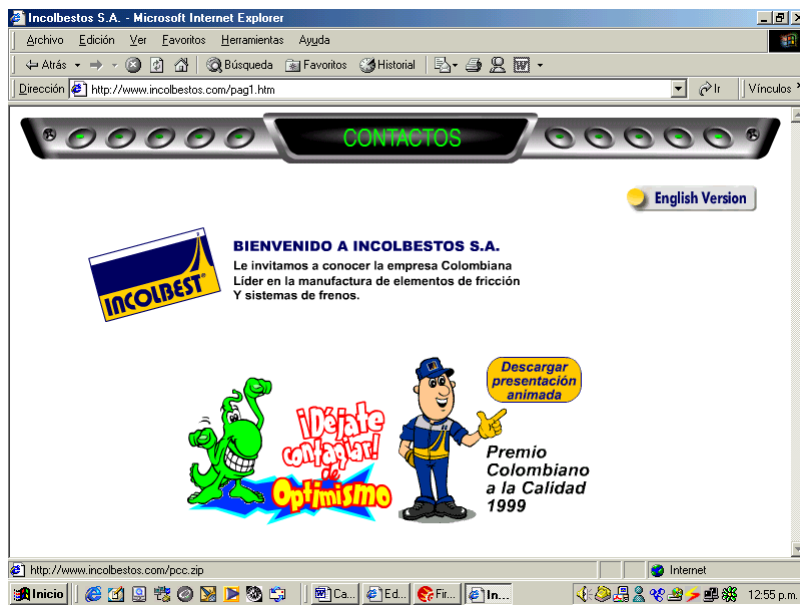 Incolbestos S.A. - Microsoft Internet Explorer
Archivo Edición Ver Favoritos Herramientas Ayuda
Atrás Búsqueda Favoritos Historial
Dirección http://www.incolbestos.com/pag1.htm Ir Vínculos
CONTACTOS
English Version
BIENVENIDO A INCOLBESTOS S.A.
Le invitamos a conocer la empresa Colombiana
Líder en la manufactura de elementos de fricción
Y sistemas de frenos.
INCOLBEST
¡Déjate
contagiar!
de
Optimismo
Descargar
presentación
animada
Premio
Colombiano
a la Calidad
1999
http://www.incolbestos.com/pcc.zip Internet
Inicio Ca... Ed... Fir... In... 12:55 p.m.